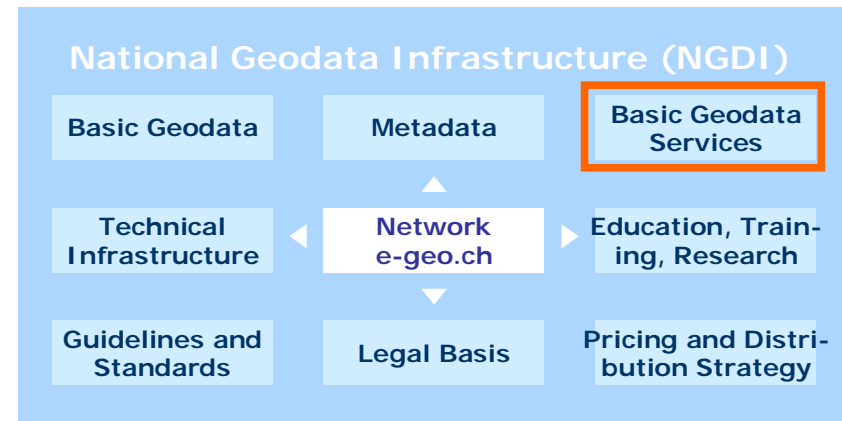 National Geodata Infrastructure (NGDI)
Basic Geodata
Metadata
Basic Geodata
Services
Technical
Infrastructure
Network
e-geo.ch
Education, Train-
ing, Research
Guidelines and
Standards
Legal Basis
Pricing and Distri-
bution Strategy